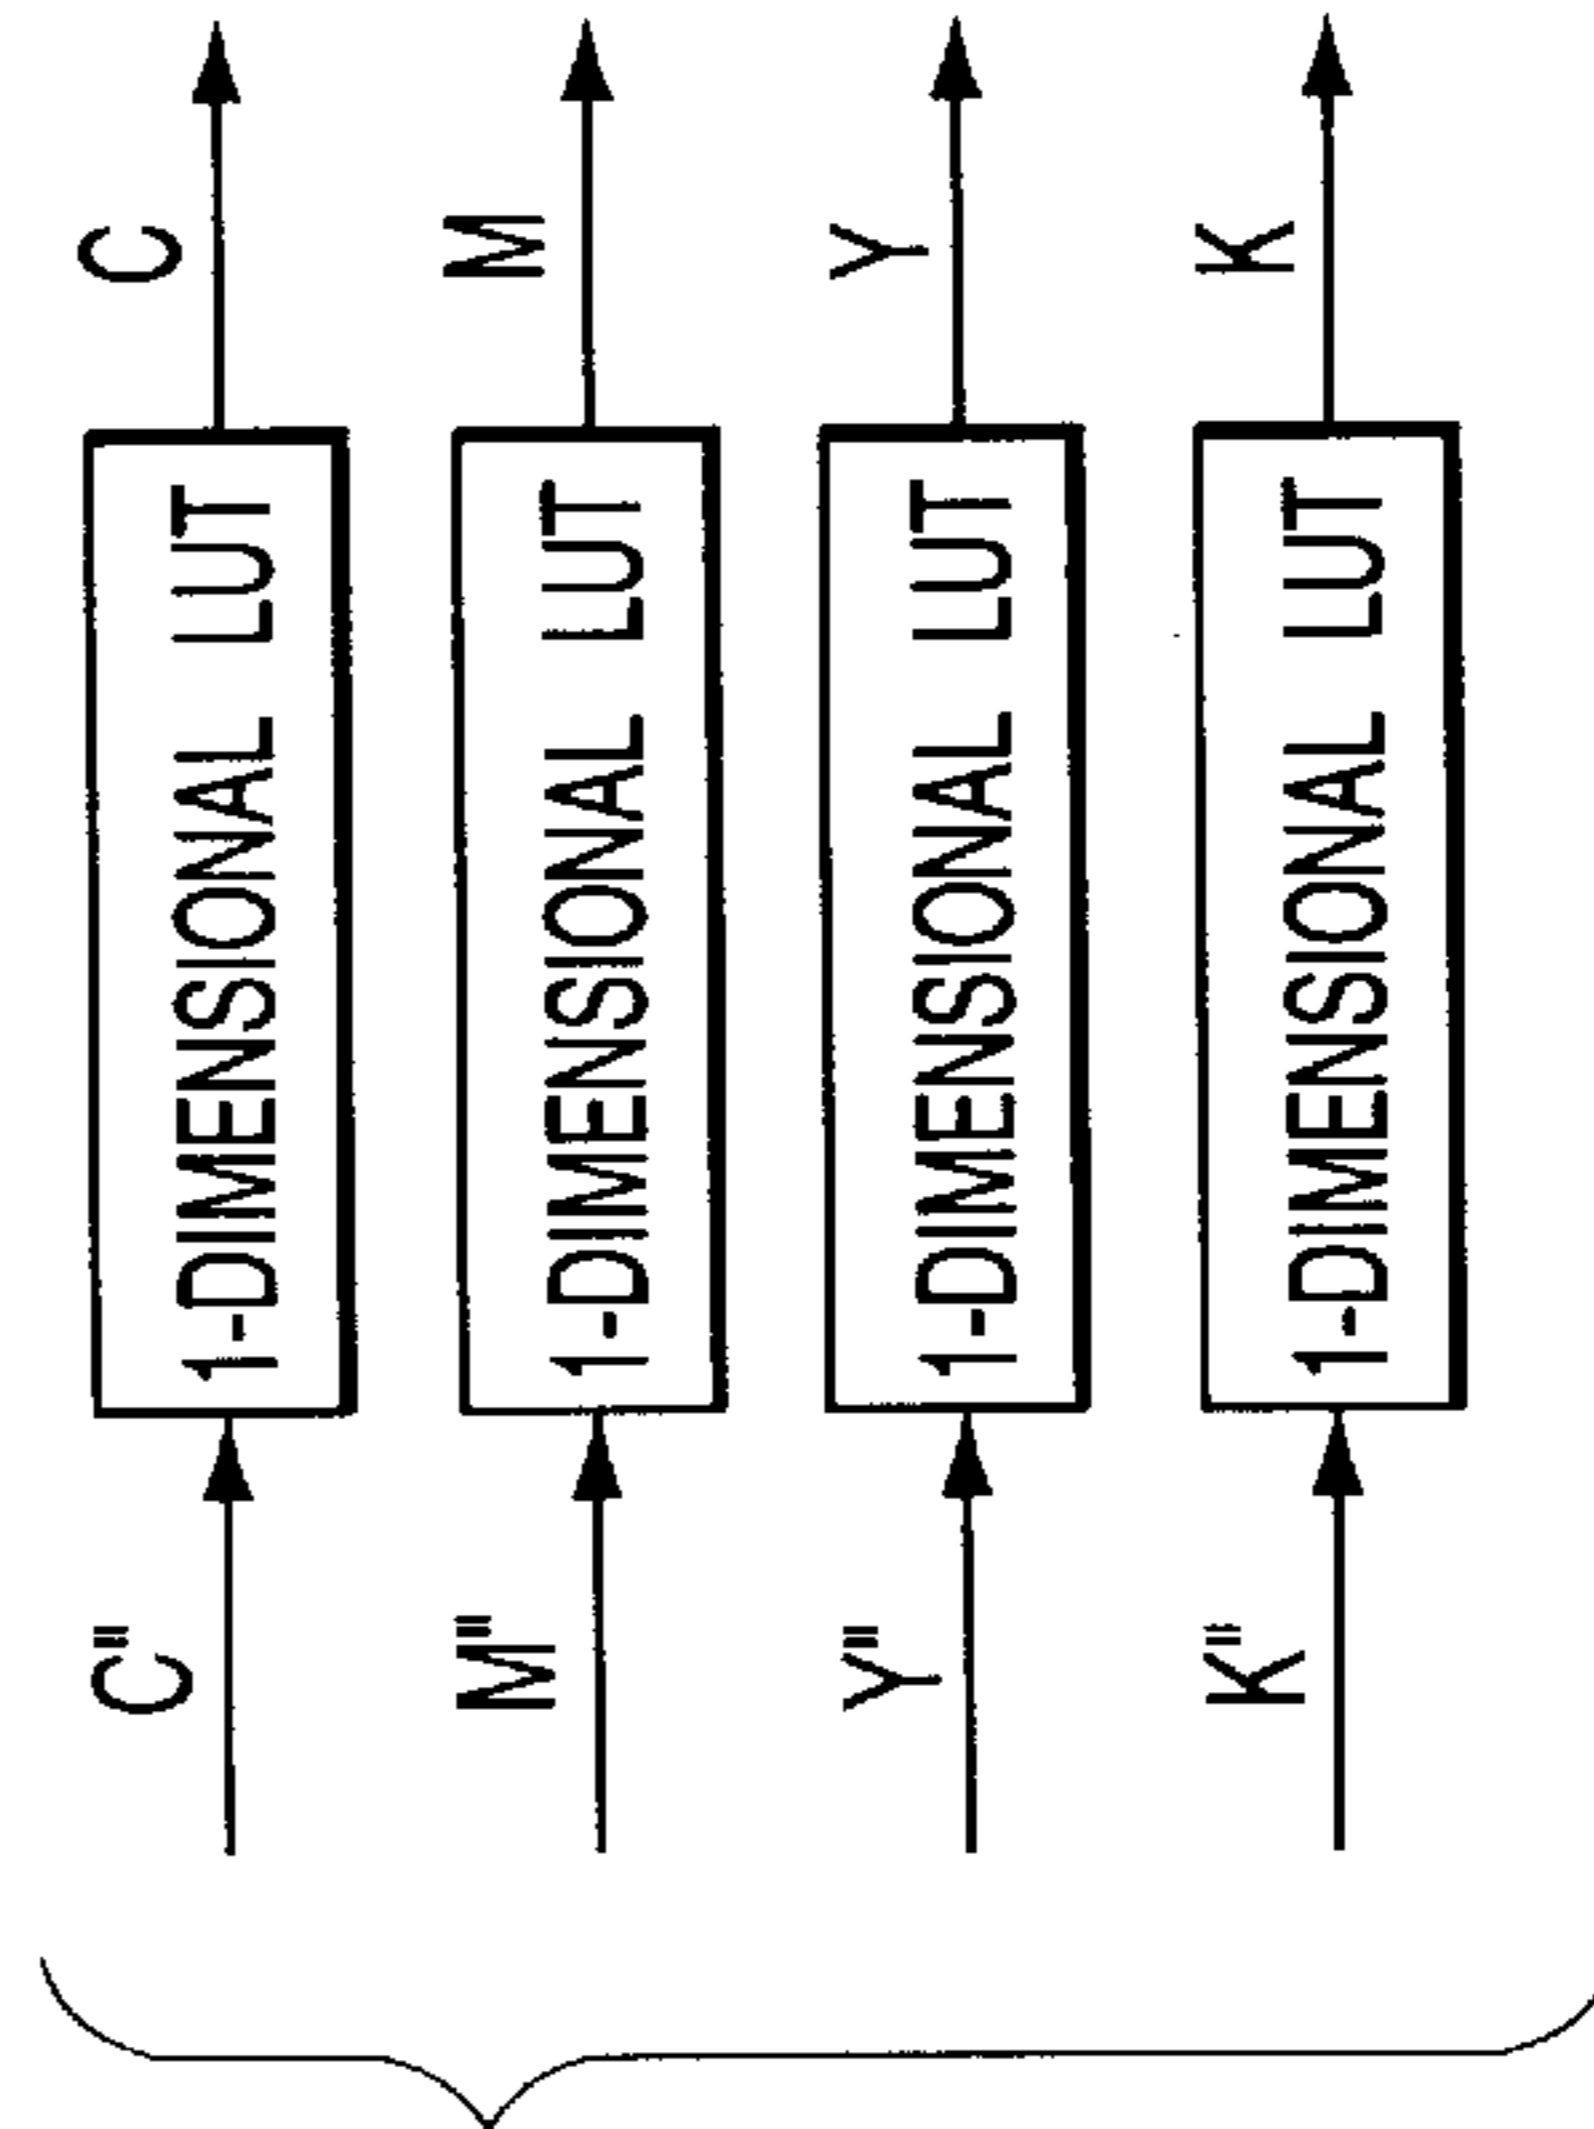 C" 1-DIMENSIONAL LUT C
M" 1-DIMENSIONAL LUT M
Y" 1-DIMENSIONAL LUT Y
K" 1-DIMENSIONAL LUT K